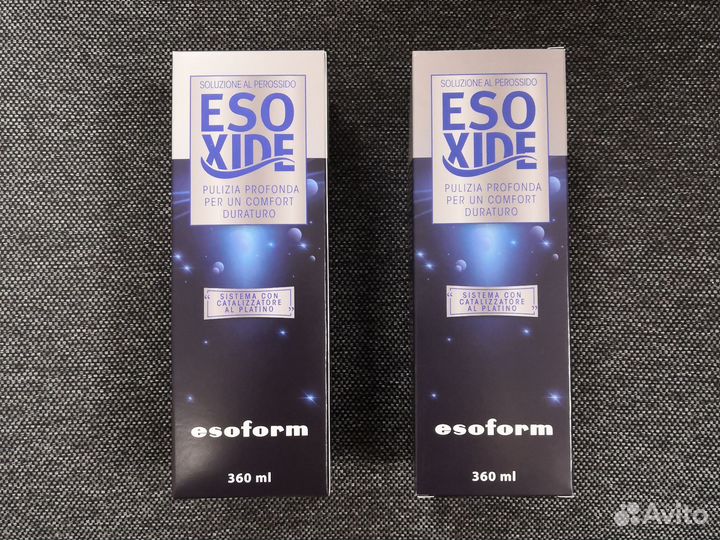 SOLUZIONE AL PEROSSIDO
ESO
XIDE
PULIZIA PROFONDA
PER UN COMFORT
DURATURO
“ SISTEMA CON
CATALIZZATORE
AL PLATINO ”
esoform
360 ml
SOLUZIONE AL PEROSSIDO
ESO
XIDE
PULIZIA PROFONDA
PER UN COMFORT
DURATURO
“ SISTEMA CON
CATALIZZATORE
AL PLATINO ”
esoform
360 ml
Avito